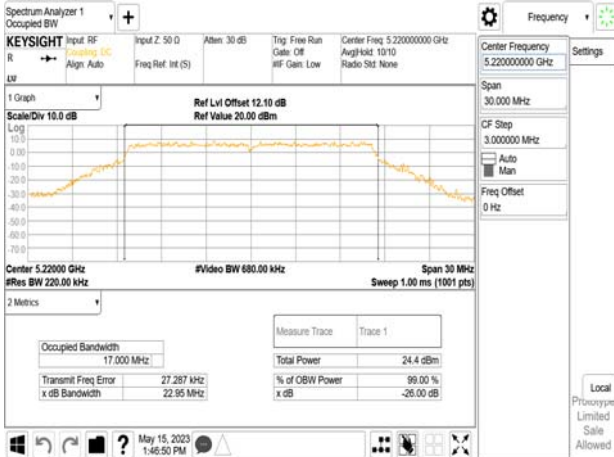 Spectrum Analyzer 1
Occupied BW
Frequency
KEYSIGHT Input: RF
Coupling: DC
Align: Auto
R
LXI
Input Z: 50 Ω
Freq Ref: Int (S)
Atten: 30 dB
Trig: Free Run
Gate: Off
#IF Gain: Low
Center Freq: 5.220000000 GHz
Avg|Hold: 10/10
Radio Std: None
Center Frequency
5.220000000 GHz
Settings
Span
30.000 MHz
CF Step
3.000000 MHz
Auto
Man
Freq Offset
0 Hz
1 Graph
Ref Lvl Offset 12.10 dB
Scale/Div 10.0 dB
Ref Value 20.00 dBm
Log
10.0
0.00
-10.0
-20.0
-30.0
-40.0
-50.0
-60.0
-70.0
Center 5.22000 GHz
#Video BW 680.00 kHz
Span 30 MHz
#Res BW 220.00 kHz
Sweep 1.00 ms (1001 pts)
2 Metrics
Measure Trace Trace 1
Occupied Bandwidth
17.000 MHz
Total Power 24.4 dBm
Transmit Freq Error 27.287 kHz
% of OBW Power 99.00 %
x dB Bandwidth 22.95 MHz
x dB -26.00 dB
Local
Prototype
Limited
Sale
Allowed
?
May 15, 2023
1:46:50 PM